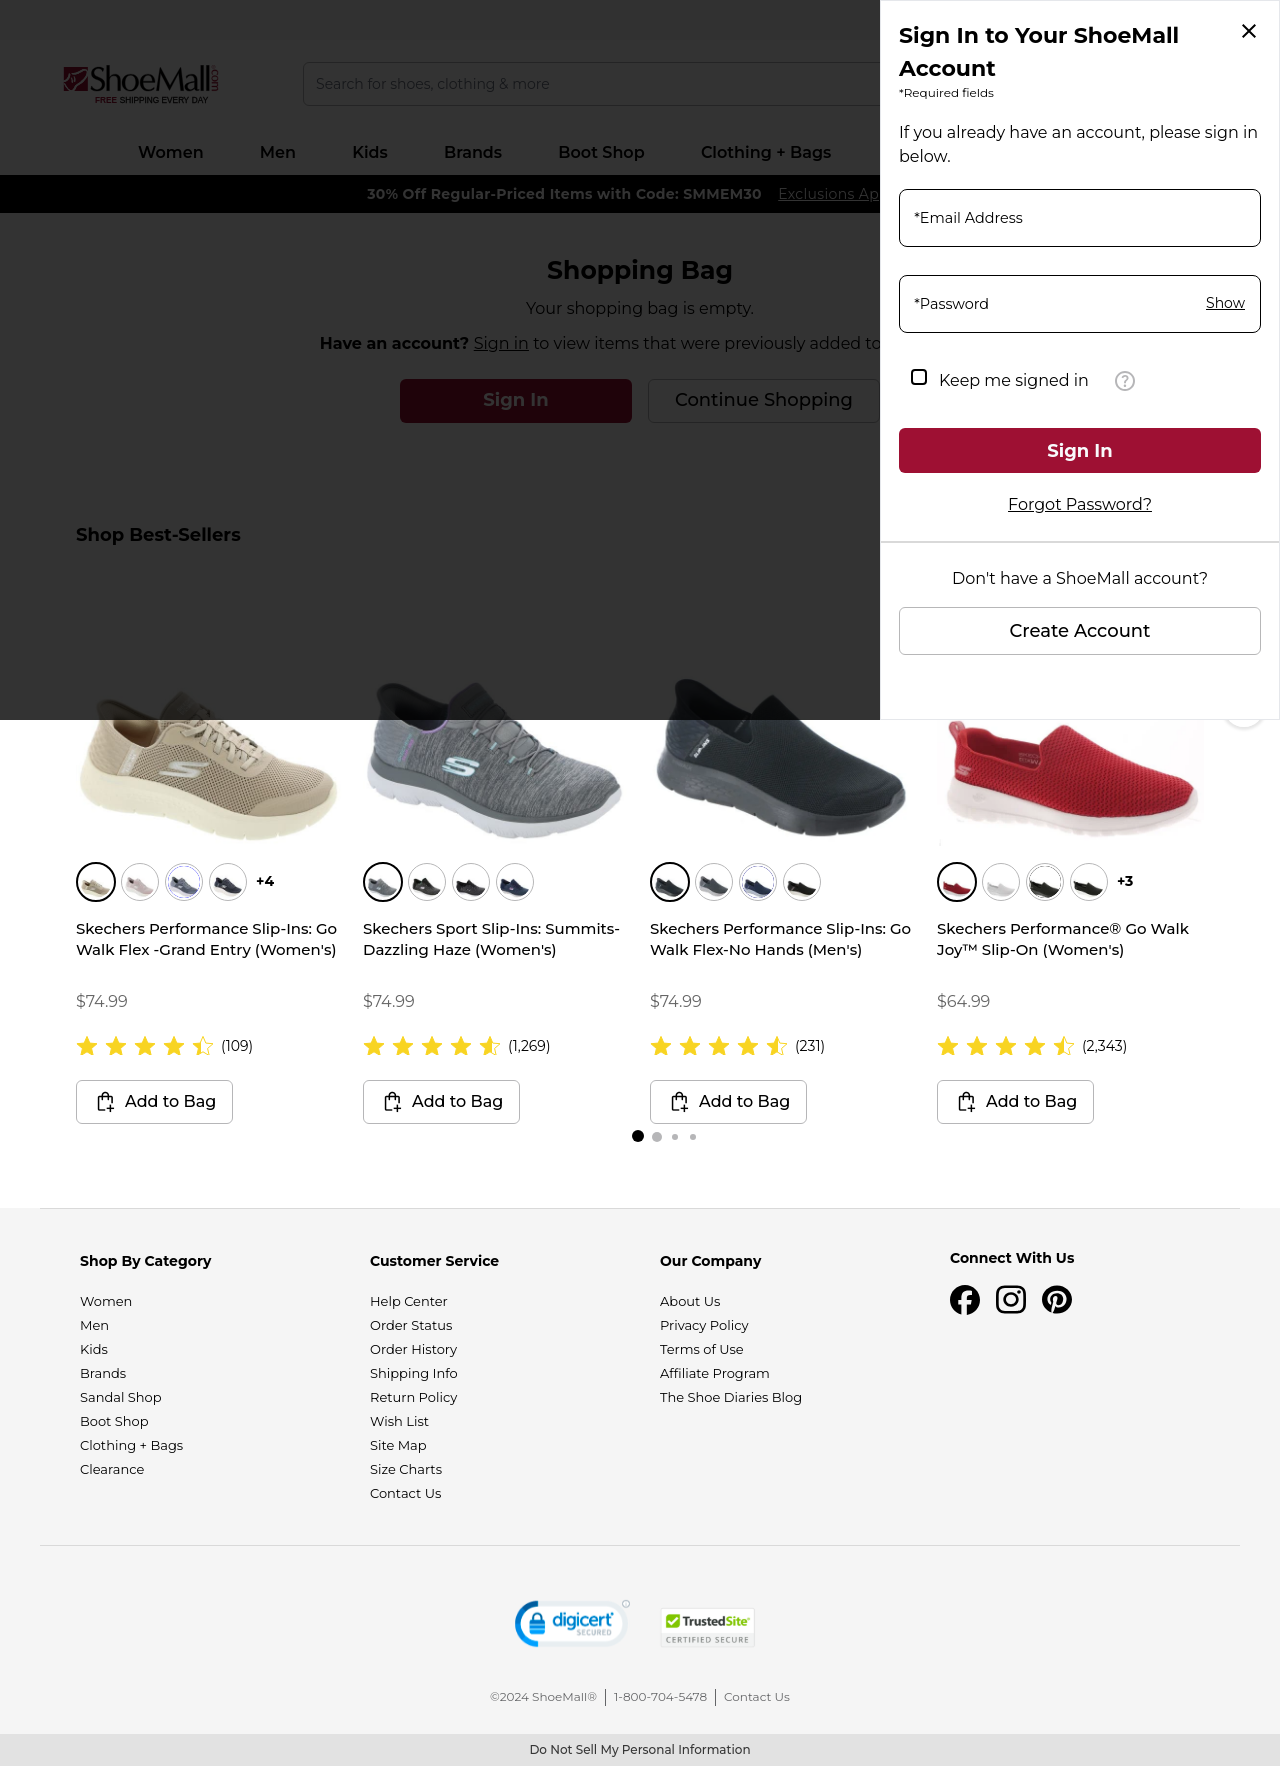 ShoeMall.com
FREE SHIPPING EVERY DAY
Search for shoes, clothing & more
Women
Men
Kids
Brands
Boot Shop
Clothing + Bags
30% Off Regular-Priced Items with Code: SMMEM30 Exclusions Ap
Shopping Bag
Your shopping bag is empty.
Have an account? Sign in to view items that were previously added to
Sign In
Continue Shopping
Sign In to Your ShoeMall
Account
*Required fields
If you already have an account, please sign in
below.
*Email Address
*Password
Show
Keep me signed in
?
Sign In
Forgot Password?
Don't have a ShoeMall account?
Create Account
Shop Best-Sellers
+4
Skechers Performance Slip-Ins: Go
Walk Flex -Grand Entry (Women's)
$74.99
(109)
Add to Bag
Skechers Sport Slip-Ins: Summits-
Dazzling Haze (Women's)
$74.99
(1,269)
Add to Bag
Skechers Performance Slip-Ins: Go
Walk Flex-No Hands (Men's)
$74.99
(231)
Add to Bag
+3
Skechers Performance® Go Walk
Joy™ Slip-On (Women's)
$64.99
(2,343)
Add to Bag
Shop By Category
Women
Men
Kids
Brands
Sandal Shop
Boot Shop
Clothing + Bags
Clearance
Customer Service
Help Center
Order Status
Order History
Shipping Info
Return Policy
Wish List
Site Map
Size Charts
Contact Us
Our Company
About Us
Privacy Policy
Terms of Use
Affiliate Program
The Shoe Diaries Blog
Connect With Us
digicert
SECURED
TrustedSite
CERTIFIED SECURE
©2024 ShoeMall®
1-800-704-5478
Contact Us
Do Not Sell My Personal Information